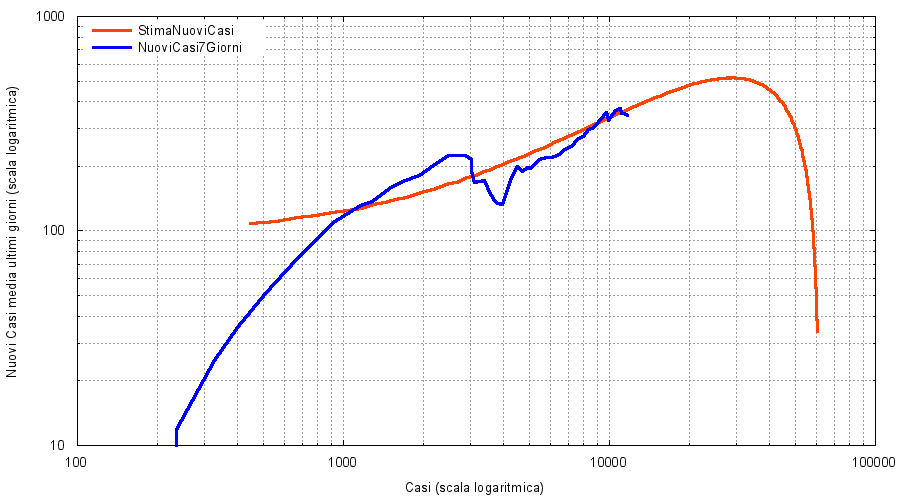 1000
StimaNuoviCasi
NuoviCasi7Giorni
Nuovi Casi media ultimi giorni (scala logaritmica)
100
10
100
1000
10000
100000
Casi (scala logaritmica)